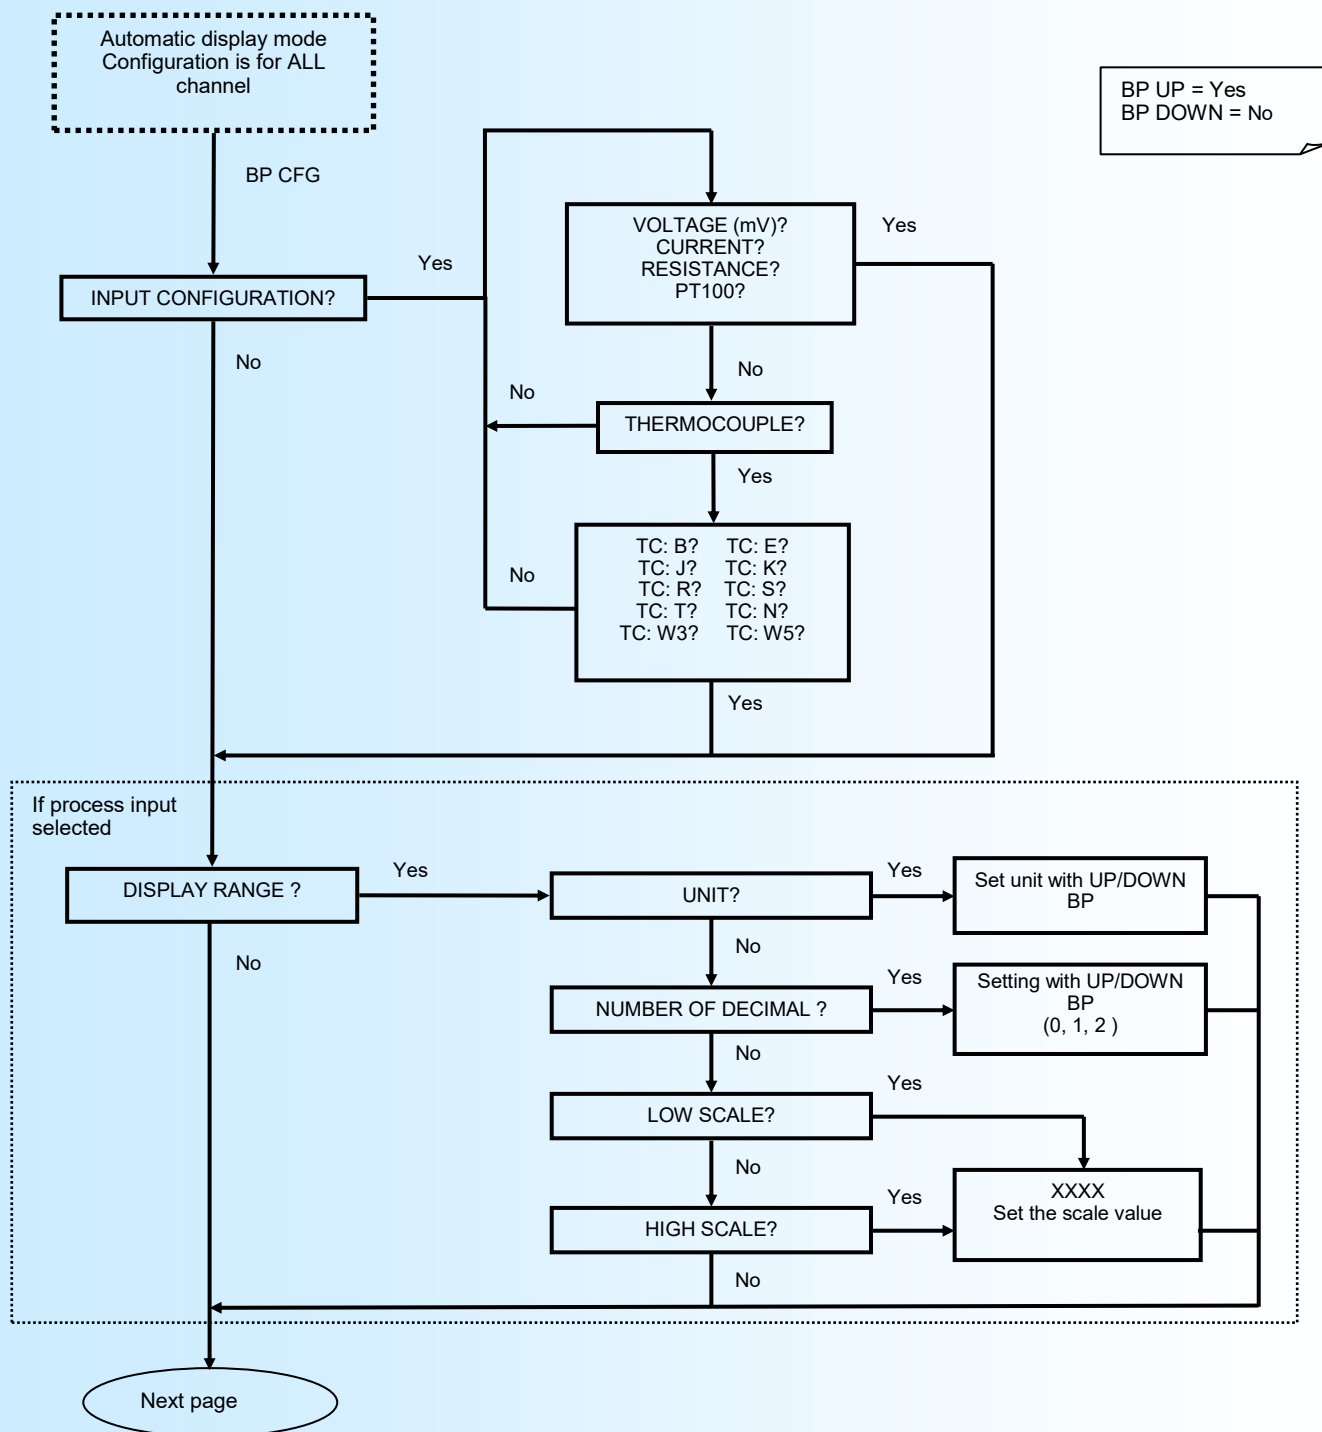 Automatic display mode
Configuration is for ALL
channel
BP UP = Yes
BP DOWN = No
BP CFG
VOLTAGE (mV)?
CURRENT?
RESISTANCE?
PT100?
Yes
Yes
INPUT CONFIGURATION?
No
No
No
THERMOCOUPLE?
Yes
TC: B? TC: E?
TC: J? TC: K?
TC: R? TC: S?
TC: T? TC: N?
TC: W3? TC: W5?
No
Yes
If process input
selected
DISPLAY RANGE ?
Yes
UNIT?
Yes
Set unit with UP/DOWN
BP
No
No
NUMBER OF DECIMAL ?
Yes
Setting with UP/DOWN
BP
(0, 1, 2 )
No
LOW SCALE?
Yes
No
HIGH SCALE?
Yes
XXXX
Set the scale value
No
Next page